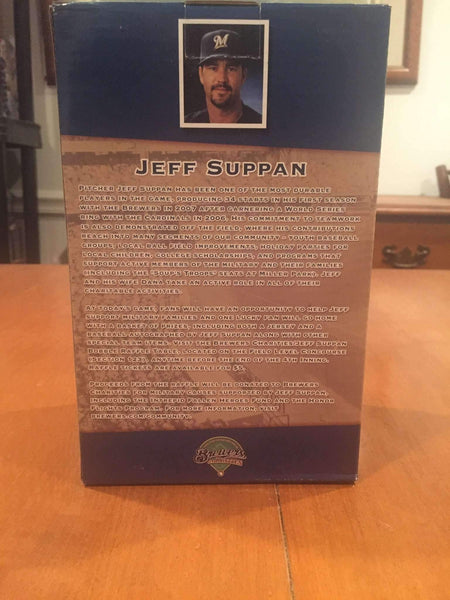 M
JEFF SUPPAN
PITCHER JEFF SUPPAN HAS BEEN ONE OF THE MOST DURABLE
PLAYERS IN THE GAME, PRODUCING 34 STARTS IN HIS FIRST SEASON
WITH THE BREWERS IN 2007 AFTER GARNERING A WORLD SERIES
RING WITH THE CARDINALS IN 2006. HIS COMMITMENT TO TEAMWORK
IS ALSO DEMONSTRATED OFF THE FIELD, WHERE HIS CONTRIBUTIONS
REACH INTO MANY SEGMENTS OF OUR COMMUNITY – YOUTH BASEBALL
GROUPS, LOCAL BALL FIELD IMPROVEMENTS, HOLIDAY PARTIES FOR
LOCAL CHILDREN, COLLEGE SCHOLARSHIPS, AND PROGRAMS THAT
SUPPORT ACTIVE MEMBERS OF THE MILITARY AND THEIR FAMILIES
(INCLUDING THE "SOUP'S TROOPS" SEATS AT MILLER PARK). JEFF
AND HIS WIFE DANA TAKE AN ACTIVE ROLE IN ALL OF THEIR
CHARITABLE ACTIVITIES.
AT TODAY'S GAME, FANS WILL HAVE AN OPPORTUNITY TO HELP JEFF
SUPPORT MILITARY FAMILIES AND ONE LUCKY FAN WILL GO HOME
WITH A BASKET OF PRIZES, INCLUDING BOTH A JERSEY AND A
BASEBALL AUTOGRAPHED BY JEFF SUPPAN ALONG WITH OTHER
SPECIAL TEAM ITEMS. VISIT THE BREWERS CHARITIES/JEFF SUPPAN
BOBBLE RAFFLE TABLE, LOCATED ON THE FIELD LEVEL CONCOURSE
(SECTION 123), ANYTIME BEFORE THE END OF THE 5TH INNING.
RAFFLE TICKETS ARE AVAILABLE FOR $5.
PROCEEDS FROM THE RAFFLE WILL BE DONATED TO BREWERS
CHARITIES FOR MILITARY CAUSES SUPPORTED BY JEFF SUPPAN,
INCLUDING THE INTREPID FALLEN HEROES FUND AND THE HONOR
FLIGHTS PROGRAM. FOR MORE INFORMATION, VISIT
BREWERS.COM/COMMUNITY.
Brewers
CHARITIES